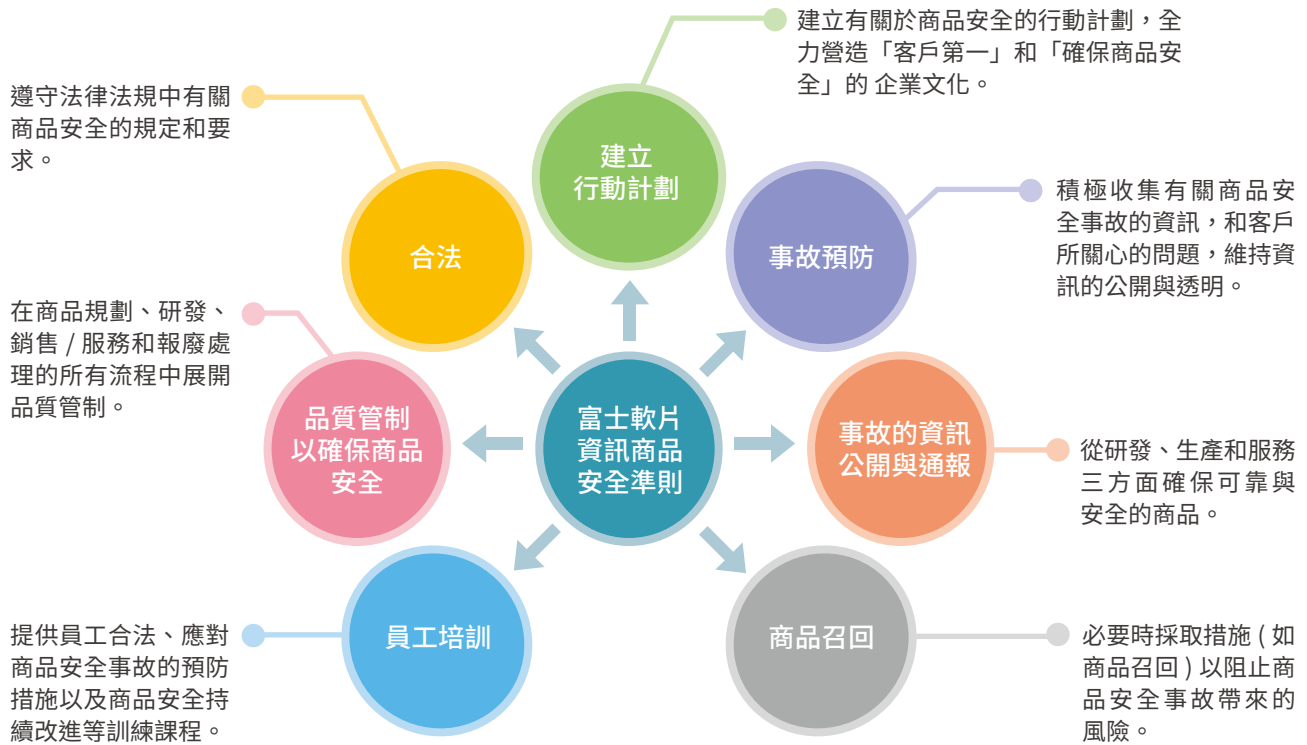 建立有關於商品安全的行動計劃，全
力營造「客戶第一」和「確保商品安
全」的 企業文化。
遵守法律法規中有關
商品安全的規定和要
求。
建立
行動計劃
積極收集有關商品安
全事故的資訊，和客戶
所關心的問題，維持資
訊的公開與透明。
合法
事故預防
在商品規劃、研發、
銷售 / 服務和報廢處
理的所有流程中展開
品質管制。
品質管制
以確保商品
安全
富士軟片
資訊商品
安全準則
事故的資訊
公開與通報
從研發、生產和服務
三方面確保可靠與
安全的商品。
員工培訓
商品召回
提供員工合法、應對
商品安全事故的預防
措施以及商品安全持
續改進等訓練課程。
必要時採取措施 ( 如
商品召回 ) 以阻止商
品安全事故帶來的
風險。